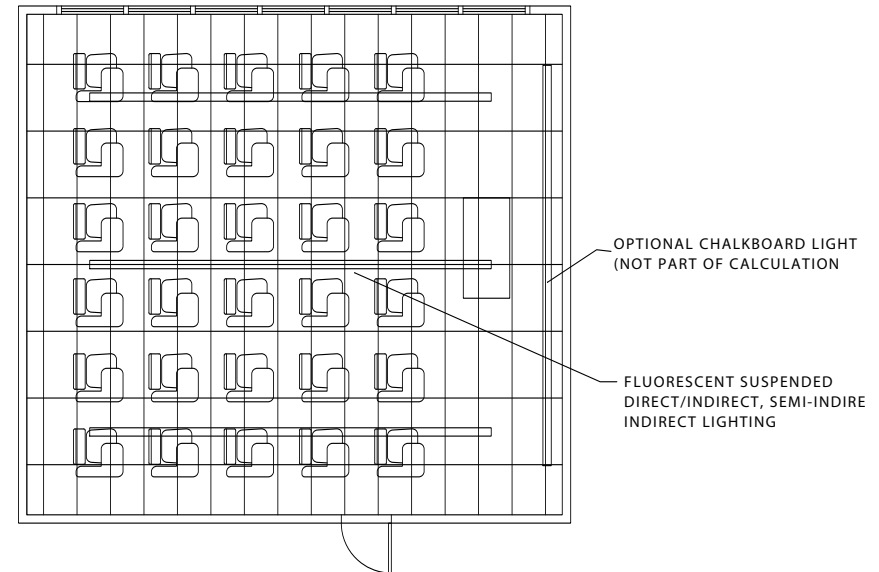 OPTIONAL CHALKBOARD LIGHT
(NOT PART OF CALCULATION
FLUORESCENT SUSPENDED
DIRECT/INDIRECT, SEMI-INDIRE
INDIRECT LIGHTING